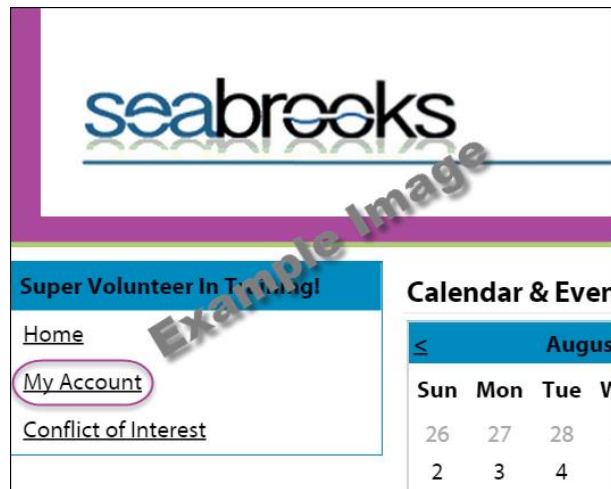 seabrooks
Example Image
Super Volunteer In Training!
Home
My Account
Conflict of Interest
Calendar & Even
< Augus
Sun Mon Tue W
26 27 28
2 3 4